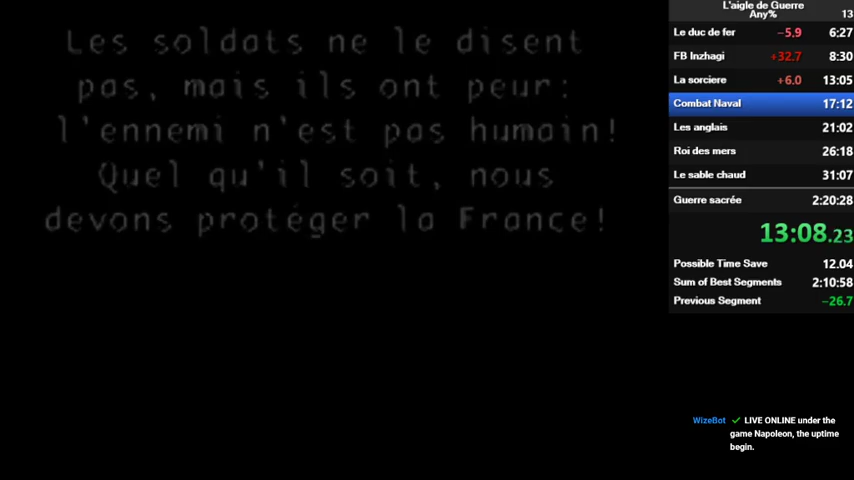 Les soldats ne le disent
pas, mais ils ont peur:
l'ennemi n'est pas humain!
Quel qu'il soit, nous
devons protéger la France!
L'aigle de Guerre
Any%
13
Le duc de fer −5.9 6:27
FB Inzhagi +32.7 8:30
La sorciere +6.0 13:05
Combat Naval 17:12
Les anglais 21:02
Roi des mers 26:18
Le sable chaud 31:07
Guerre sacrée 2:20:28
13:08.23
Possible Time Save 12.04
Sum of Best Segments 2:10:58
Previous Segment −26.7
WizeBot ✓ LIVE ONLINE under the
game Napoleon, the uptime
begin.